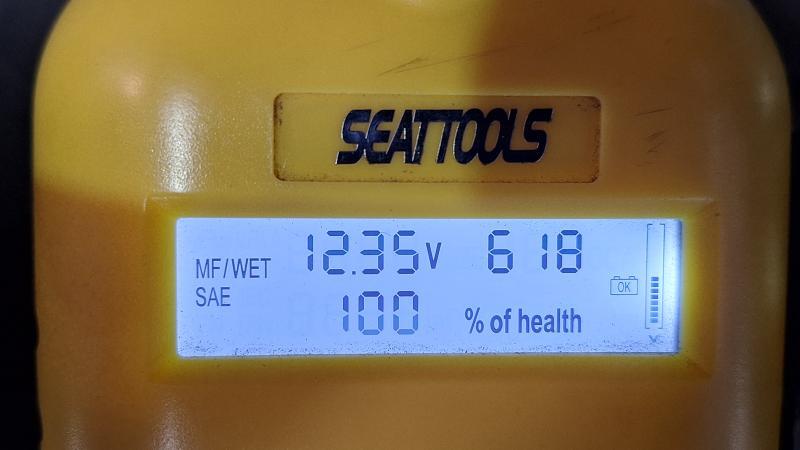 SEATTOOLS
MF/WET 12.35V 618
OK
SAE 100 % of health